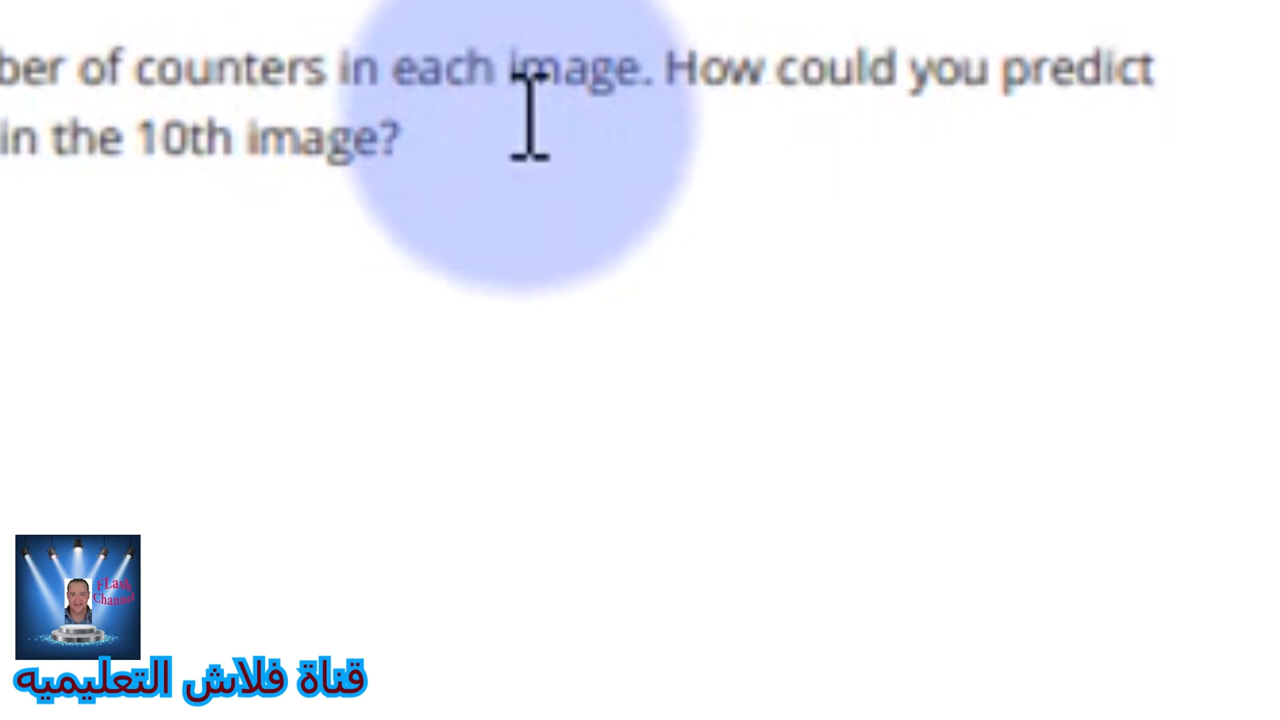 ber of counters in each image. How could you predict
in the 10th image?
FLash
Channel
قناة فلاش التعليميه